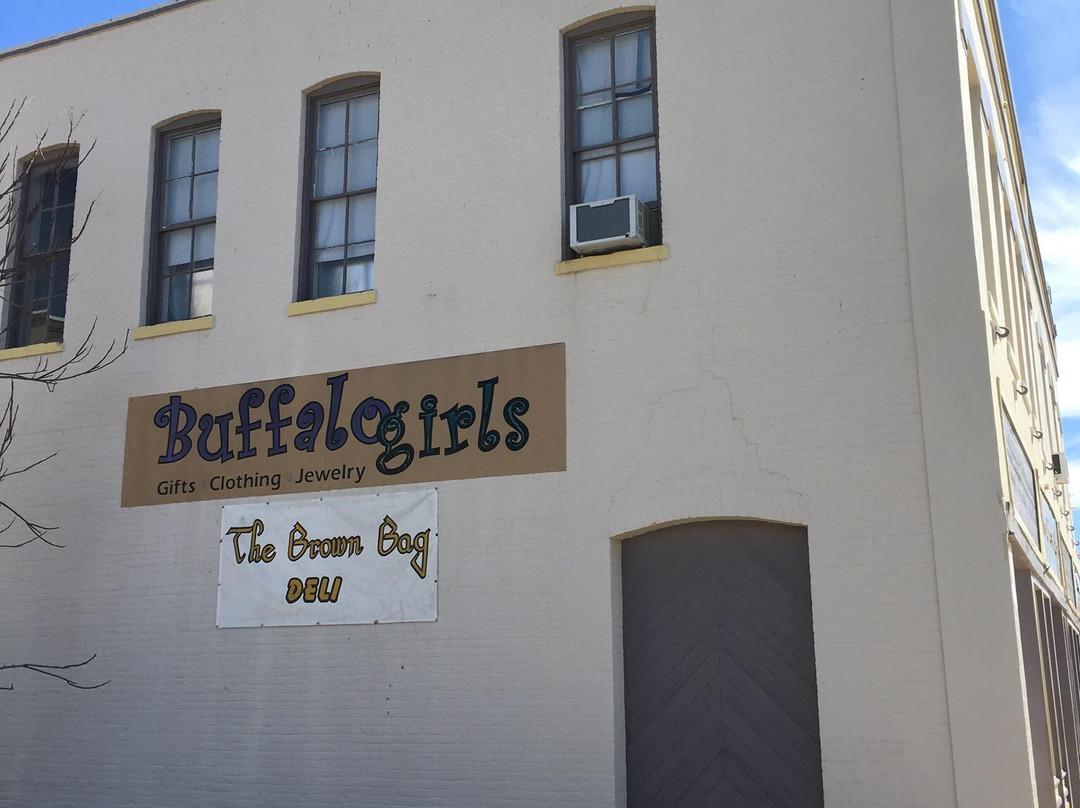 Buffalogirls
Gifts Clothing Jewelry
The Brown Bag
DELI